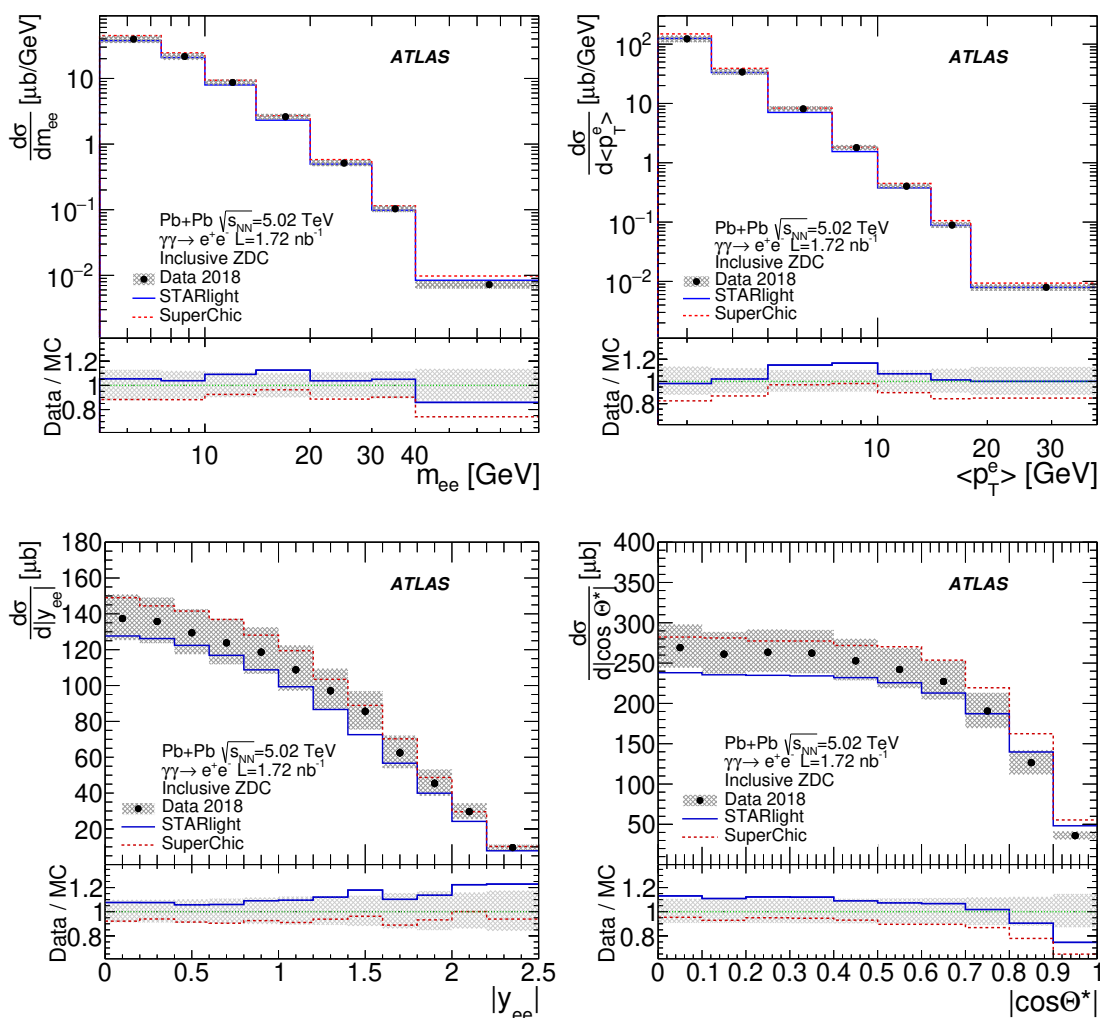 dσ/dm_ee [μb/GeV]
10
1
10⁻¹
10⁻²
ATLAS
Pb+Pb √s_NN=5.02 TeV
γγ→ e⁺e⁻ L=1.72 nb⁻¹
Inclusive ZDC
Data 2018
STARlight
SuperChic
Data / MC
1.2
1
0.8
10 20 30 40
m_ee [GeV]
dσ/d<p_T^e> [μb/GeV]
10²
10
1
10⁻¹
10⁻²
ATLAS
Pb+Pb √s_NN=5.02 TeV
γγ→ e⁺e⁻ L=1.72 nb⁻¹
Inclusive ZDC
Data 2018
STARlight
SuperChic
Data / MC
1.2
1
0.8
10 20 30
<p_T^e> [GeV]
dσ/d|y_ee| [μb]
180
160
140
120
100
80
60
40
20
ATLAS
Pb+Pb √s_NN=5.02 TeV
γγ→ e⁺e⁻ L=1.72 nb⁻¹
Inclusive ZDC
Data 2018
STARlight
SuperChic
Data / MC
1.2
1
0.8
0 0.5 1 1.5 2 2.5
|y_ee|
dσ/d|cos Θ*| [μb]
400
350
300
250
200
150
100
50
ATLAS
Pb+Pb √s_NN=5.02 TeV
γγ→ e⁺e⁻ L=1.72 nb⁻¹
Inclusive ZDC
Data 2018
STARlight
SuperChic
Data / MC
1.2
1
0.8
0 0.1 0.2 0.3 0.4 0.5 0.6 0.7 0.8 0.9 1
|cosΘ*|